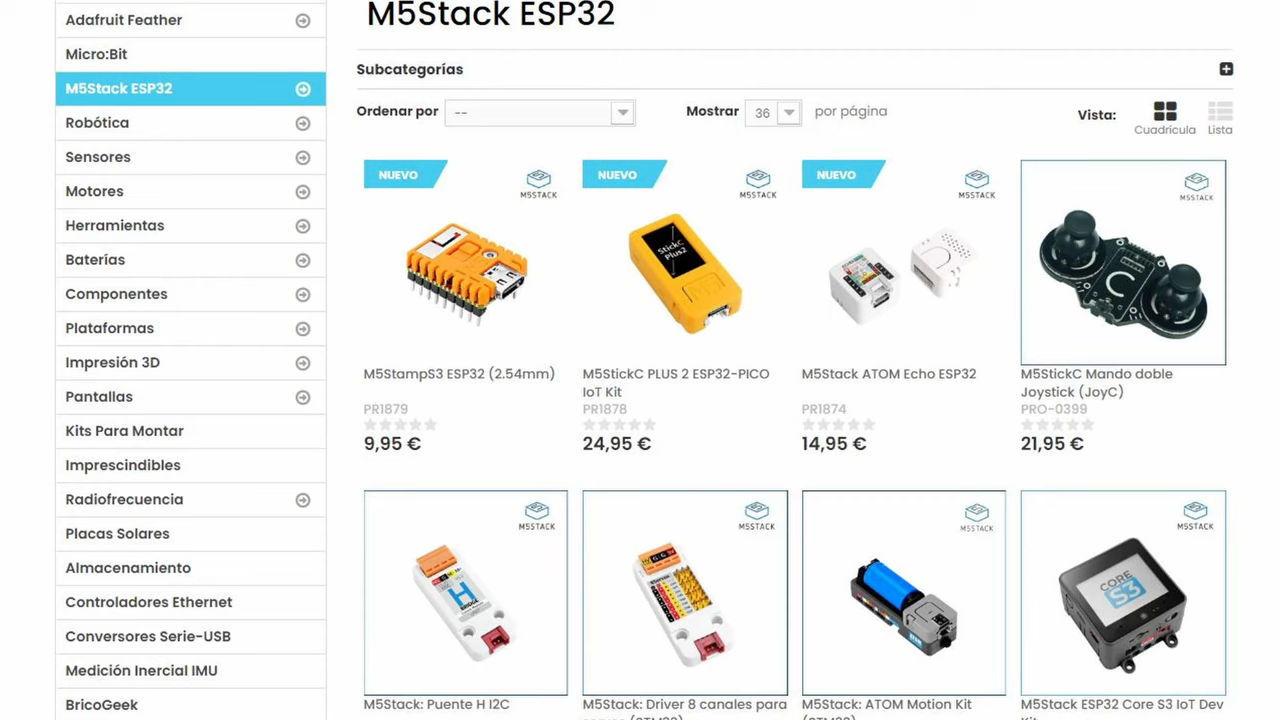 Adafruit Feather
Micro:Bit
M5Stack ESP32
Robótica
Sensores
Motores
Herramientas
Baterías
Componentes
Plataformas
Impresión 3D
Pantallas
Kits Para Montar
Imprescindibles
Radiofrecuencia
Placas Solares
Almacenamiento
Controladores Ethernet
Conversores Serie-USB
Medición Inercial IMU
BricoGeek
M5Stack ESP32
Subcategorías
Ordenar por -- Mostrar 36 por página Vista: Cuadrícula Lista
NUEVO
M5STACK
M5StampS3 ESP32 (2.54mm)
PR1879
9,95 €
NUEVO
M5STACK
StickC
Plus2
M5StickC PLUS 2 ESP32-PICO
IoT Kit
PR1878
24,95 €
NUEVO
M5STACK
M5Stack ATOM Echo ESP32
PR1874
14,95 €
M5STACK
M5StickC Mando doble
Joystick (JoyC)
PRO-0399
21,95 €
M5STACK
H
BRIDGE
M5Stack: Puente H I2C
M5STACK
M5Stack: Driver 8 canales para
M5STACK
M5Stack: ATOM Motion Kit
M5STACK
CORE
S3
M5Stack ESP32 Core S3 IoT Dev